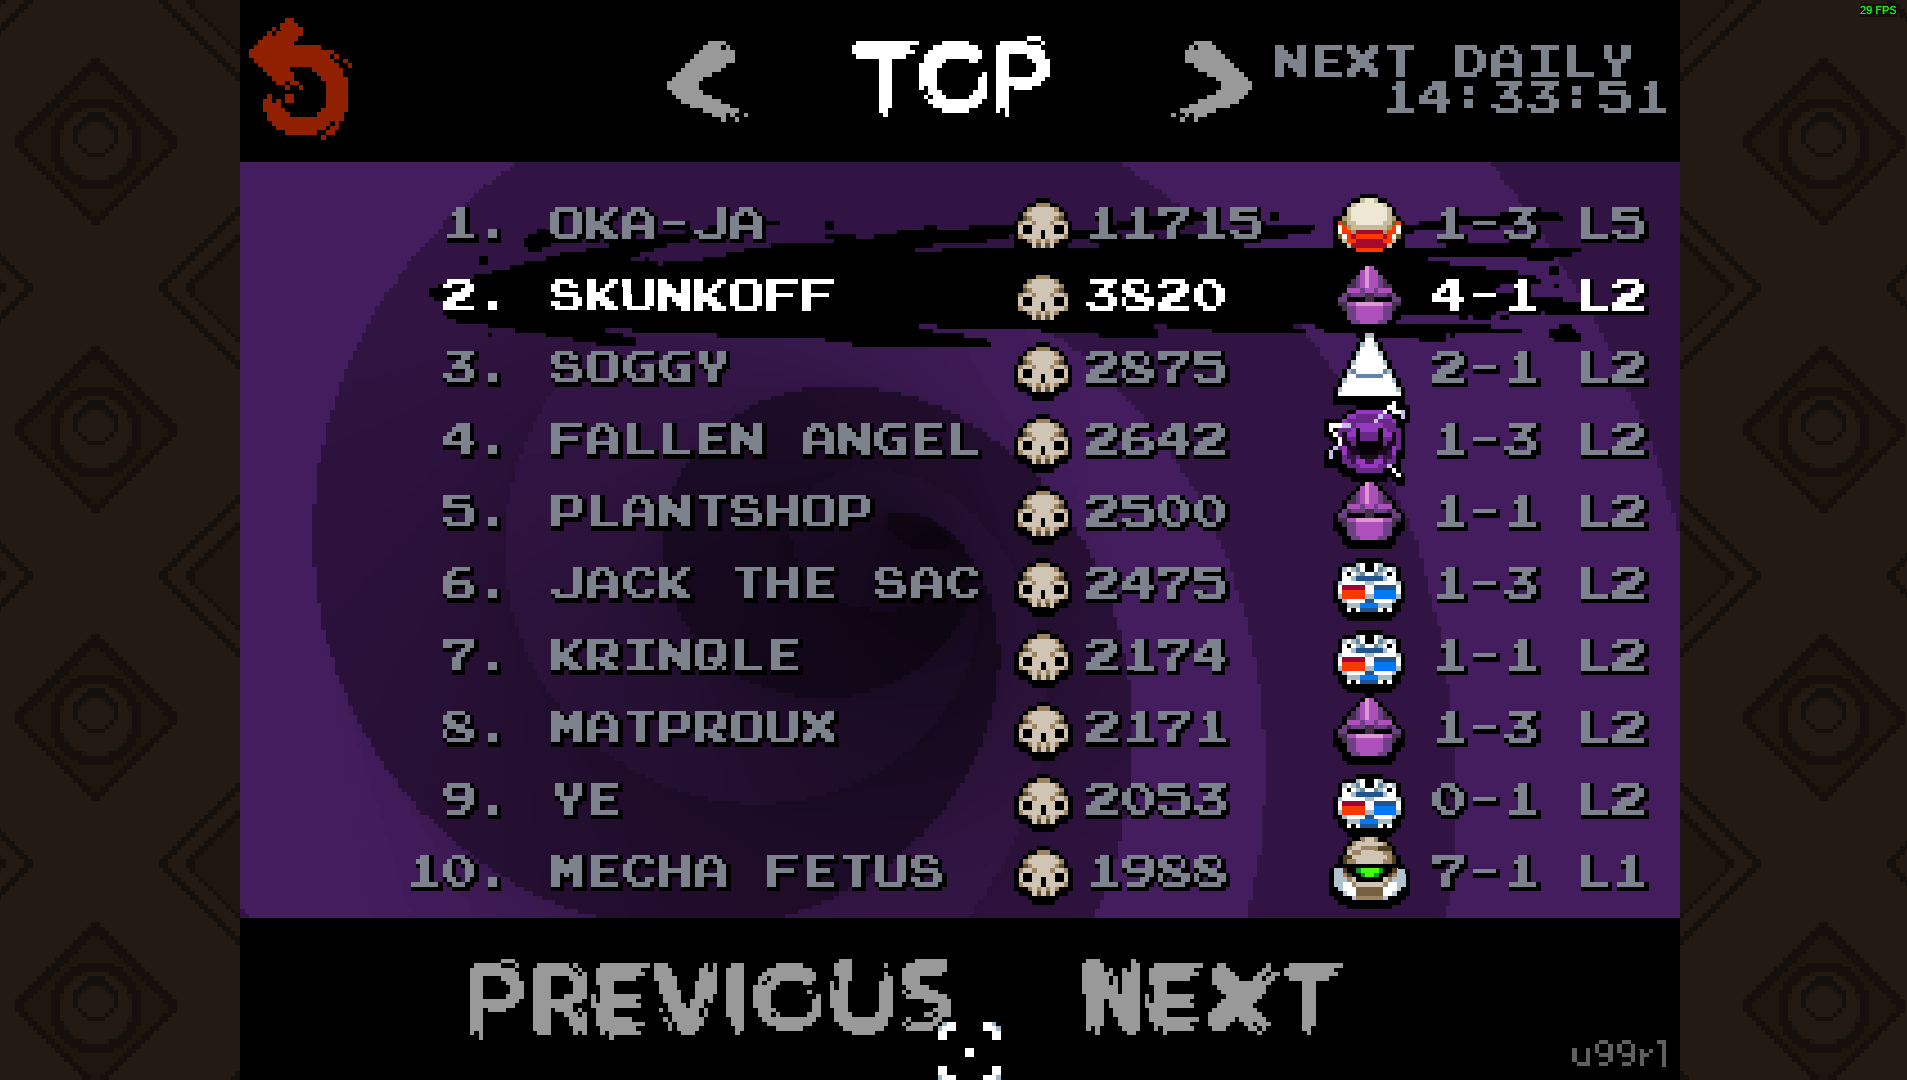 29 FPS
TOP
NEXT DAILY
14:33:51
1. OKA-JA 11715 1-3 L5
2. SKUNKOFF 3820 4-1 L2
3. SOGGY 2875 2-1 L2
4. FALLEN ANGEL 2642 1-3 L2
5. PLANTSHOP 2500 1-1 L2
6. JACK THE SAC 2475 1-3 L2
7. KRINQLE 2174 1-1 L2
8. MATPROUX 2171 1-3 L2
9. YE 2053 0-1 L2
10. MECHA FETUS 1988 7-1 L1
PREVIOUS NEXT
u99r1